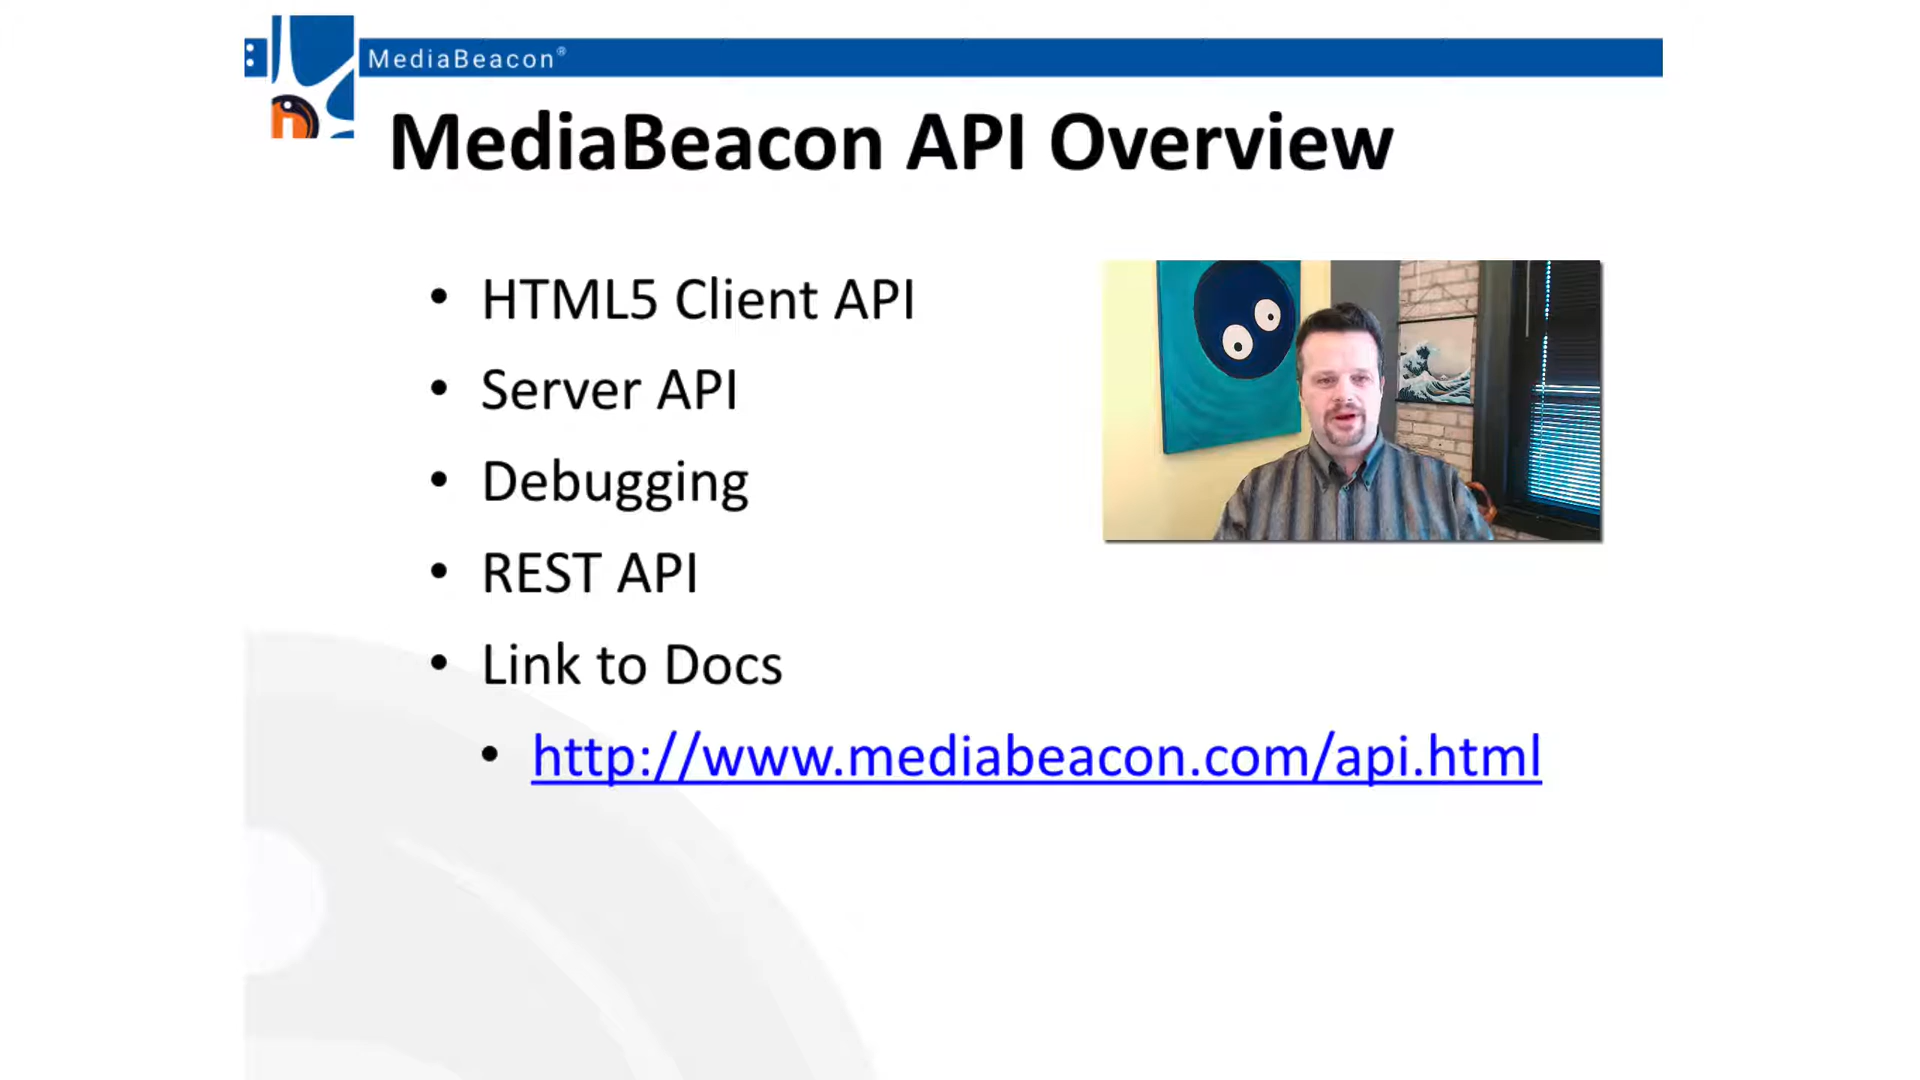 MediaBeacon®
MediaBeacon API Overview
• HTML5 Client API
• Server API
• Debugging
• REST API
• Link to Docs
• http://www.mediabeacon.com/api.html